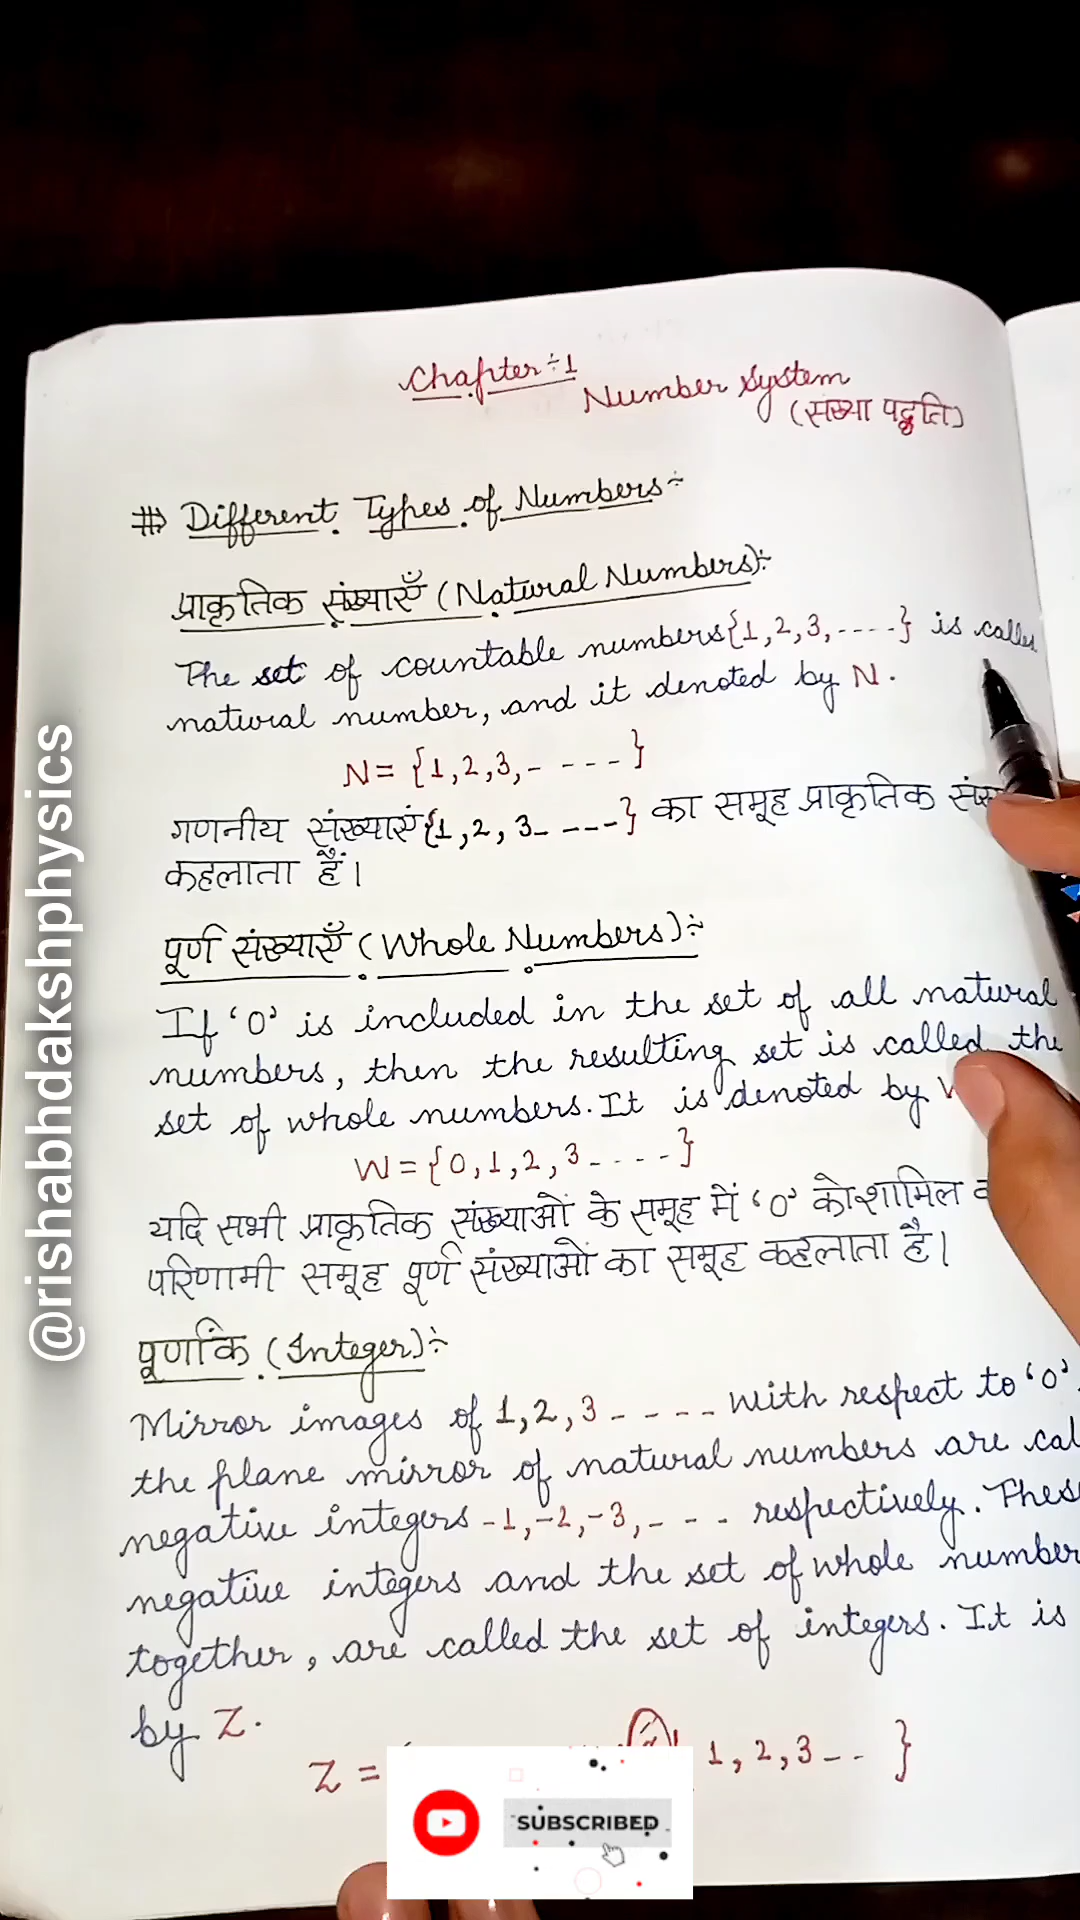 Chapter÷1
Number System
(संख्या पद्धति)
Different Types of Numbers÷
प्राकृतिक संख्याएँ (Natural Numbers)÷
The set of countable numbers{1,2,3,-----} is called
natural number, and it denoted by N.
N= {1,2,3,- ----}
गणनीय संख्याएं{1,2,3- ----} का समूह प्राकृतिक
कहलाता हैं।
पूर्ण संख्याएँ (Whole Numbers)÷
If '0' is included in the set of all natural
numbers, then the resulting set is called the
set of whole numbers. It is denoted by
W={0,1,2,3-----}
यदि सभी प्राकृतिक संख्याओं के समूह में '0' को शामिल
परिणामी समूह पूर्ण संख्याओं का समूह कहलाता है।
पूर्णांक (Integer)÷
Mirror images of 1,2,3----- with respect to '0'
the plane mirror of natural numbers are
negative integers -1,-2,-3,--- respectively.
negative integers and the set of whole
together, are called the set of integers. It is
by Z.
Z = 1,2,3-- }
@rishabhdakshphysics
SUBSCRIBED